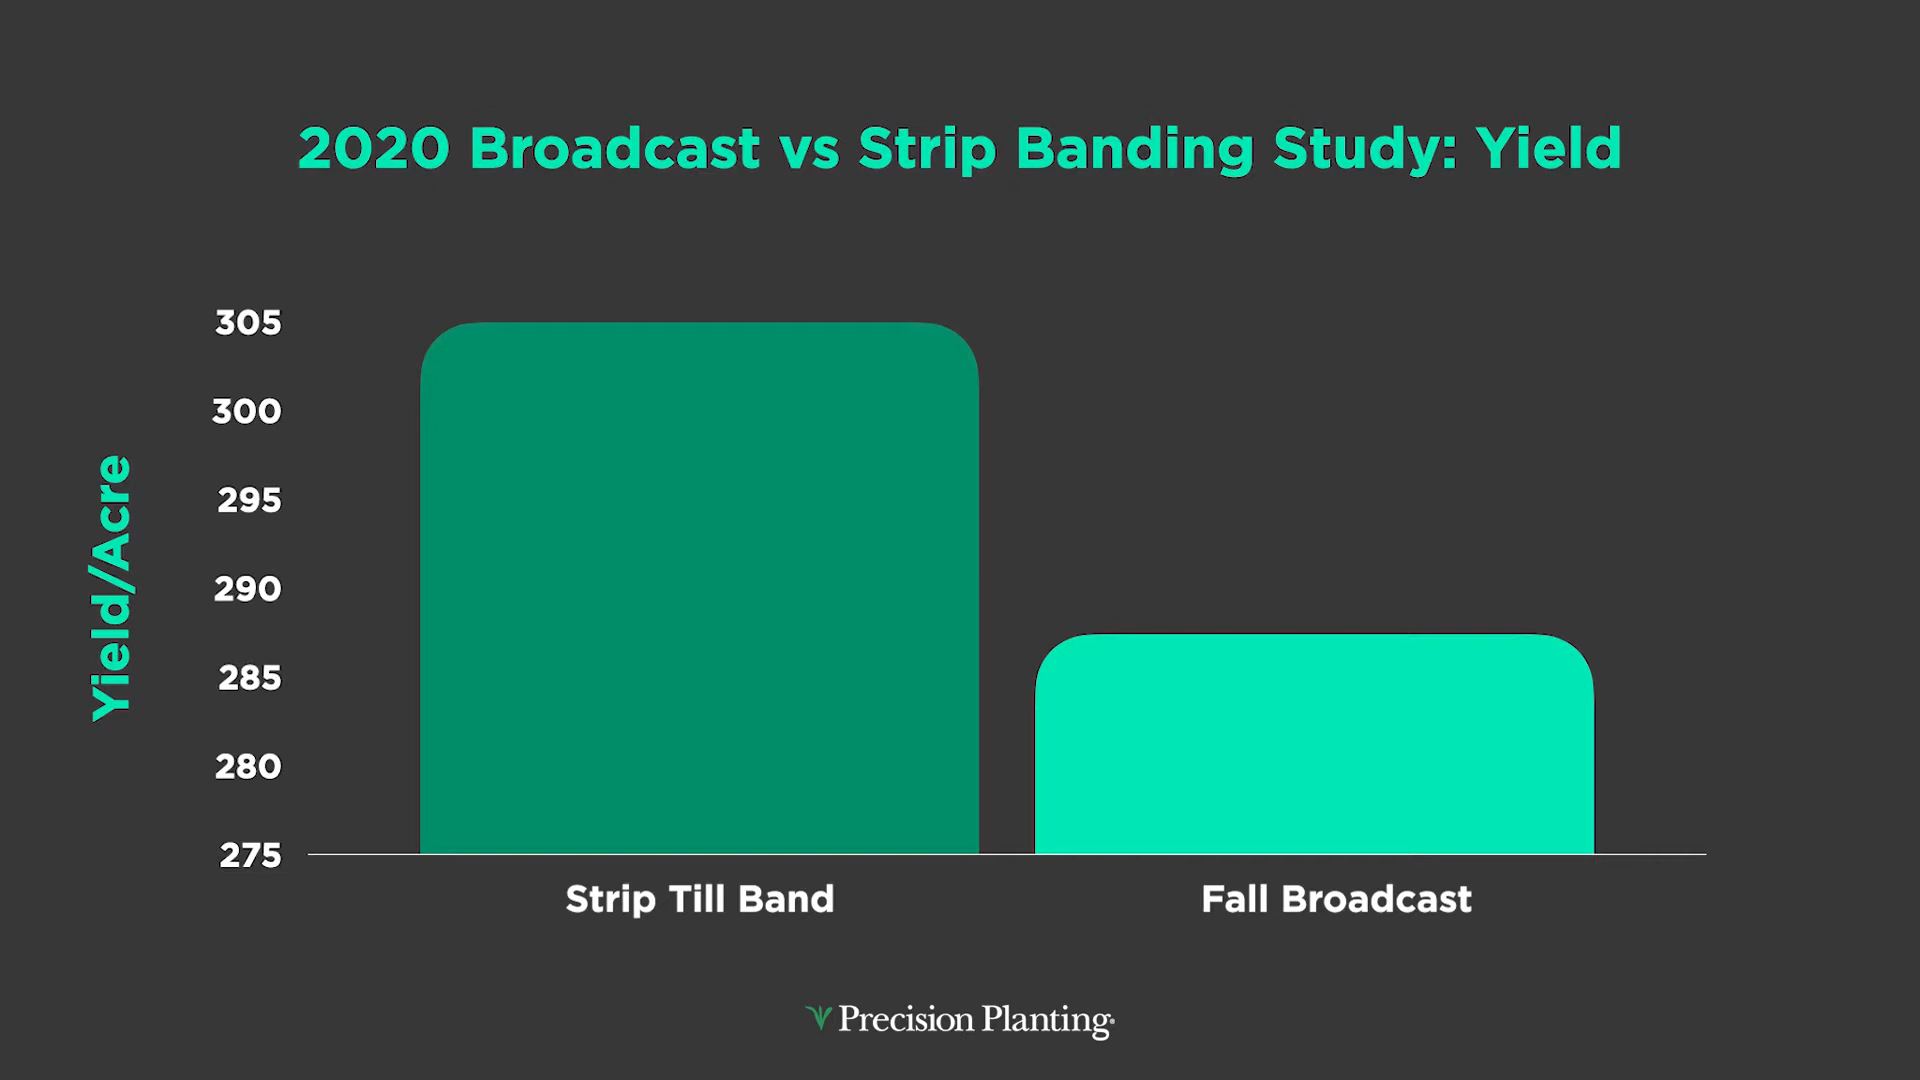 2020 Broadcast vs Strip Banding Study: Yield
305
300
295
290
285
280
275
Yield/Acre
Strip Till Band
Fall Broadcast
Precision Planting®